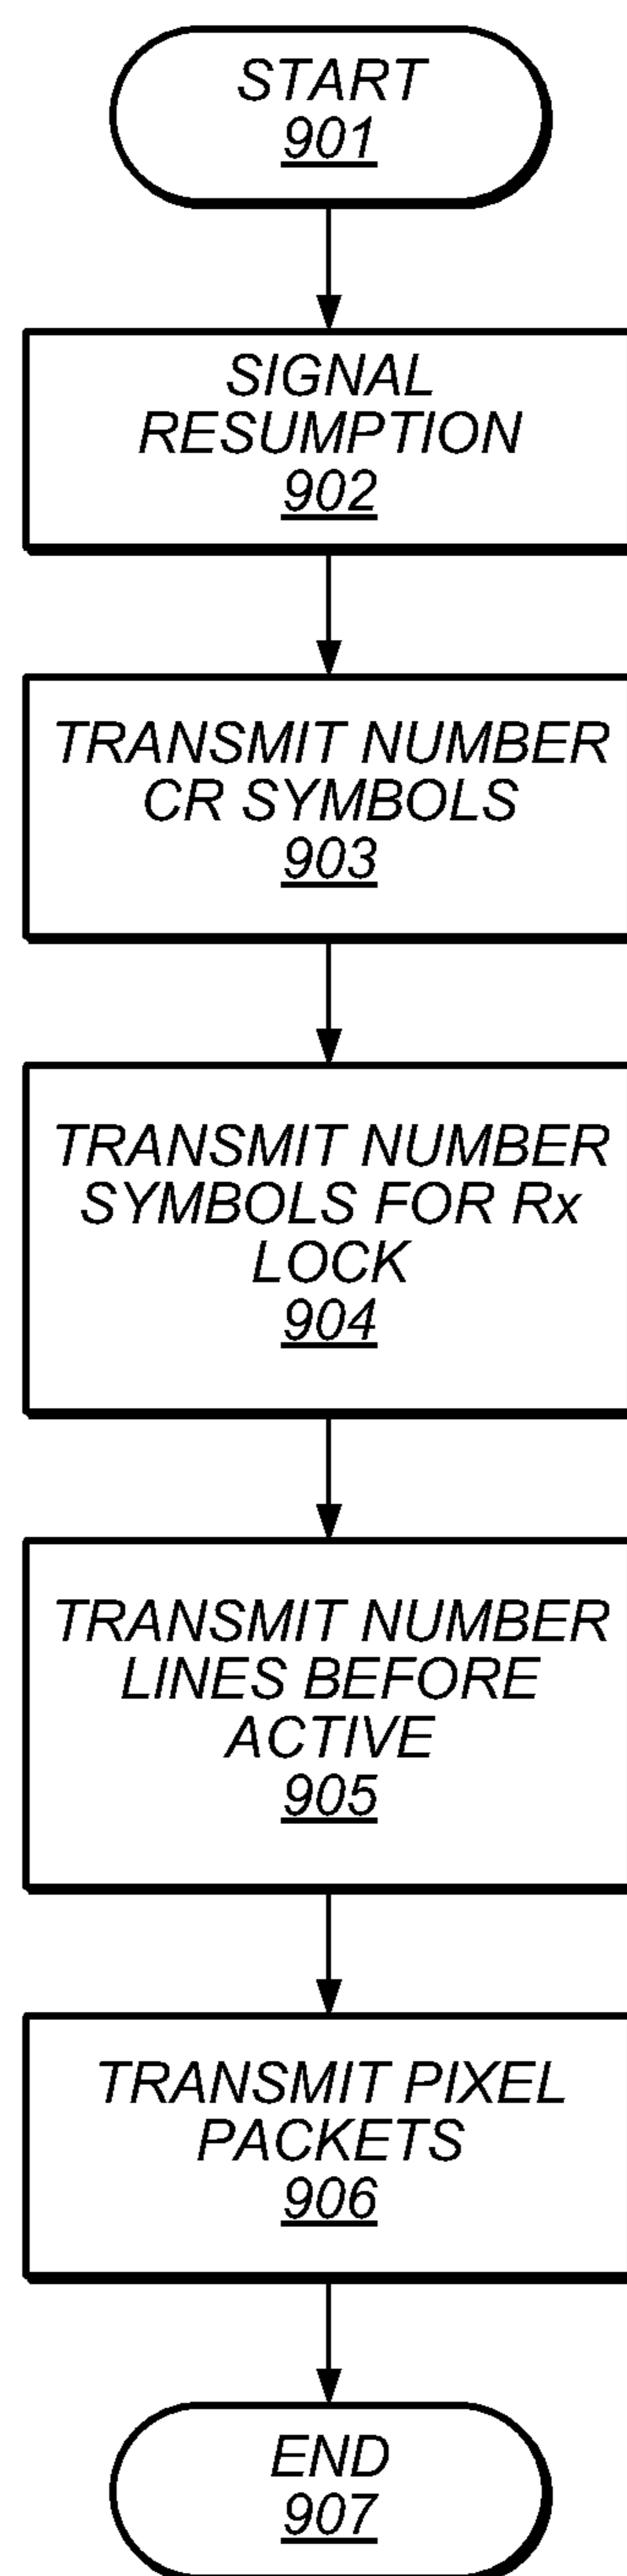 START
901
SIGNAL
RESUMPTION
902
TRANSMIT NUMBER
CR SYMBOLS
903
TRANSMIT NUMBER
SYMBOLS FOR Rx
LOCK
904
TRANSMIT NUMBER
LINES BEFORE
ACTIVE
905
TRANSMIT PIXEL
PACKETS
906
END
907